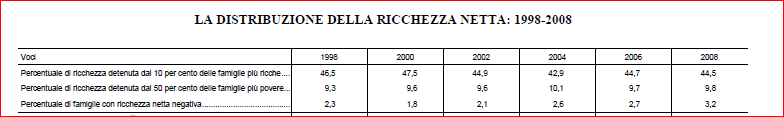 LA DISTRIBUZIONE DELLA RICCHEZZA NETTA: 1998-2008
Voci 1998 2000 2002 2004 2006 2008
Percentuale di ricchezza detenuta dal 10 per cento delle famiglie più ricche.... 46,5 47,5 44,9 42,9 44,7 44,5
Percentuale di ricchezza detenuta dal 50 per cento delle famiglie più povere... 9,3 9,6 9,6 10,1 9,7 9,8
Percentuale di famiglie con ricchezza netta negativa........................................ 2,3 1,8 2,1 2,6 2,7 3,2